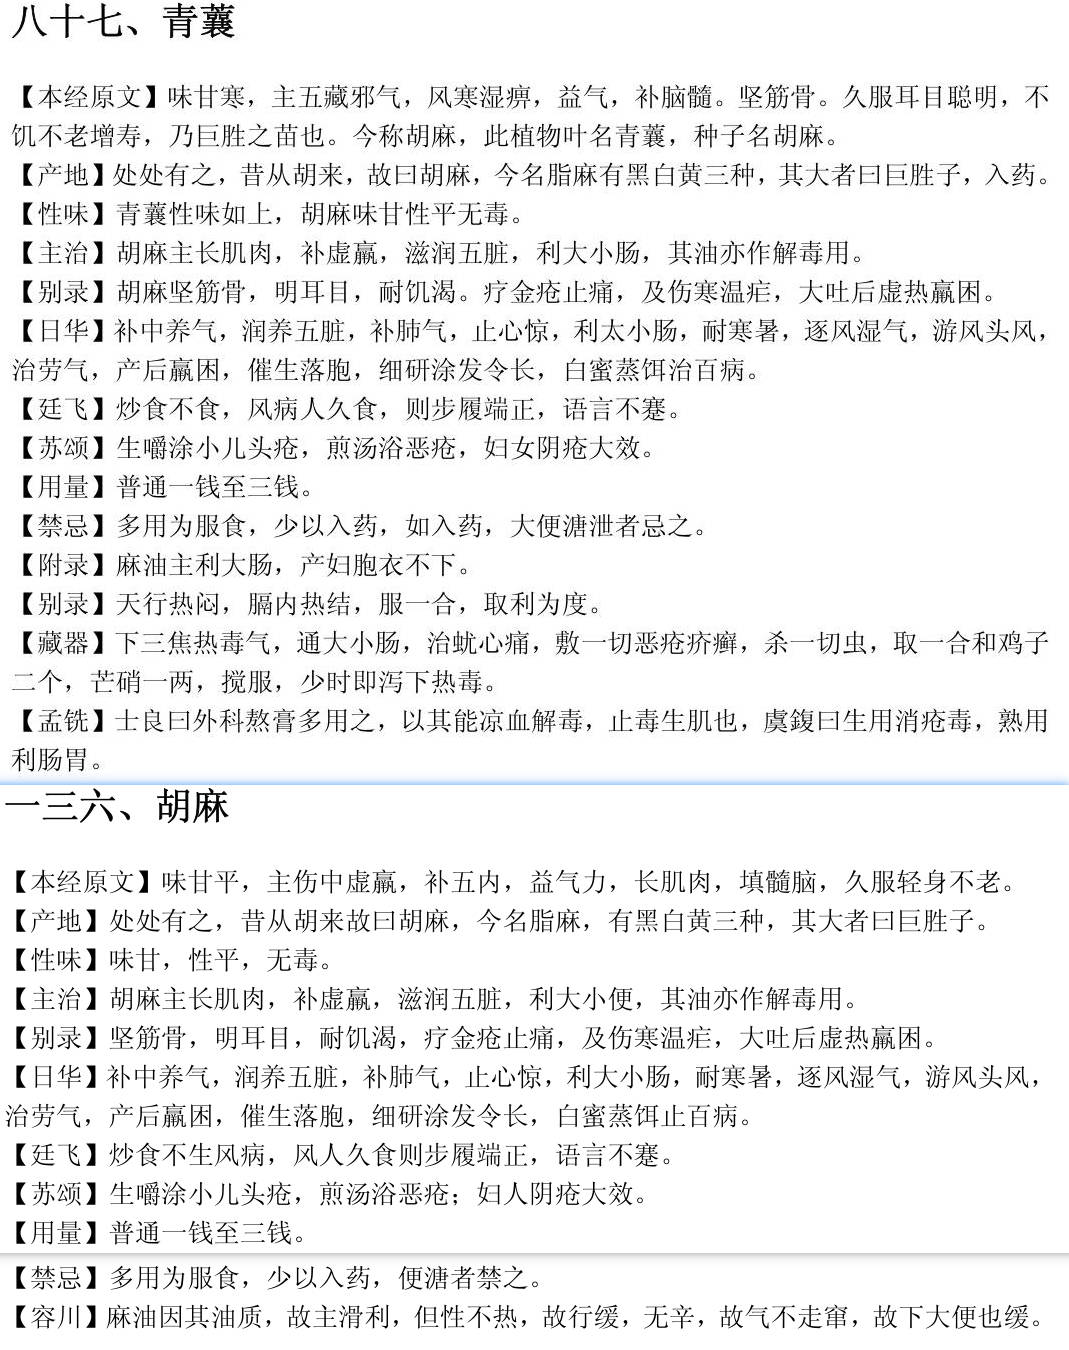 八十七、青蘘
【本经原文】味甘寒，主五藏邪气，风寒湿痹，益气，补脑髓。坚筋骨。久服耳目聪明，不
饥不老增寿，乃巨胜之苗也。今称胡麻，此植物叶名青蘘，种子名胡麻。
【产地】处处有之，昔从胡来，故曰胡麻，今名脂麻有黑白黄三种，其大者曰巨胜子，入药。
【性味】青蘘性味如上，胡麻味甘性平无毒。
【主治】胡麻主长肌肉，补虚羸，滋润五脏，利大小肠，其油亦作解毒用。
【别录】胡麻坚筋骨，明耳目，耐饥渴。疗金疮止痛，及伤寒温疟，大吐后虚热羸困。
【日华】补中养气，润养五脏，补肺气，止心惊，利太小肠，耐寒暑，逐风湿气，游风头风，
治劳气，产后羸困，催生落胞，细研涂发令长，白蜜蒸饵治百病。
【廷飞】炒食不食，风病人久食，则步履端正，语言不蹇。
【苏颂】生嚼涂小儿头疮，煎汤浴恶疮，妇女阴疮大效。
【用量】普通一钱至三钱。
【禁忌】多用为服食，少以入药，如入药，大便溏泄者忌之。
【附录】麻油主利大肠，产妇胞衣不下。
【别录】天行热闷，膈内热结，服一合，取利为度。
【藏器】下三焦热毒气，通大小肠，治蚘心痛，敷一切恶疮疥癣，杀一切虫，取一合和鸡子
二个，芒硝一两，搅服，少时即泻下热毒。
【孟铣】士良曰外科熬膏多用之，以其能凉血解毒，止毒生肌也，虞鍑曰生用消疮毒，熟用
利肠胃。
一三六、胡麻
【本经原文】味甘平，主伤中虚羸，补五内，益气力，长肌肉，填髓脑，久服轻身不老。
【产地】处处有之，昔从胡来故曰胡麻，今名脂麻，有黑白黄三种，其大者曰巨胜子。
【性味】味甘，性平，无毒。
【主治】胡麻主长肌肉，补虚羸，滋润五脏，利大小便，其油亦作解毒用。
【别录】坚筋骨，明耳目，耐饥渴，疗金疮止痛，及伤寒温疟，大吐后虚热羸困。
【日华】补中养气，润养五脏，补肺气，止心惊，利大小肠，耐寒暑，逐风湿气，游风头风，
治劳气，产后羸困，催生落胞，细研涂发令长，白蜜蒸饵止百病。
【廷飞】炒食不生风病，风人久食则步履端正，语言不蹇。
【苏颂】生嚼涂小儿头疮，煎汤浴恶疮；妇人阴疮大效。
【用量】普通一钱至三钱。
【禁忌】多用为服食，少以入药，便溏者禁之。
【容川】麻油因其油质，故主滑利，但性不热，故行缓，无辛，故气不走窜，故下大便也缓。